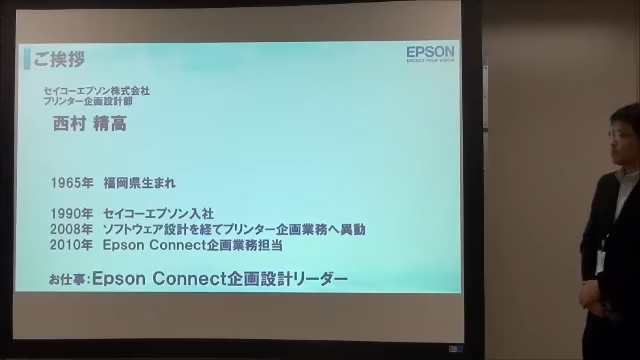 ご挨拶
EPSON
EXCEED YOUR VISION
セイコーエプソン株式会社
プリンター企画設計部
西村 精高
1965年 福岡県生まれ
1990年 セイコーエプソン入社
2008年 ソフトウェア設計を経てプリンター企画業務へ異動
2010年 Epson Connect企画業務担当
お仕事：Epson Connect企画設計リーダー